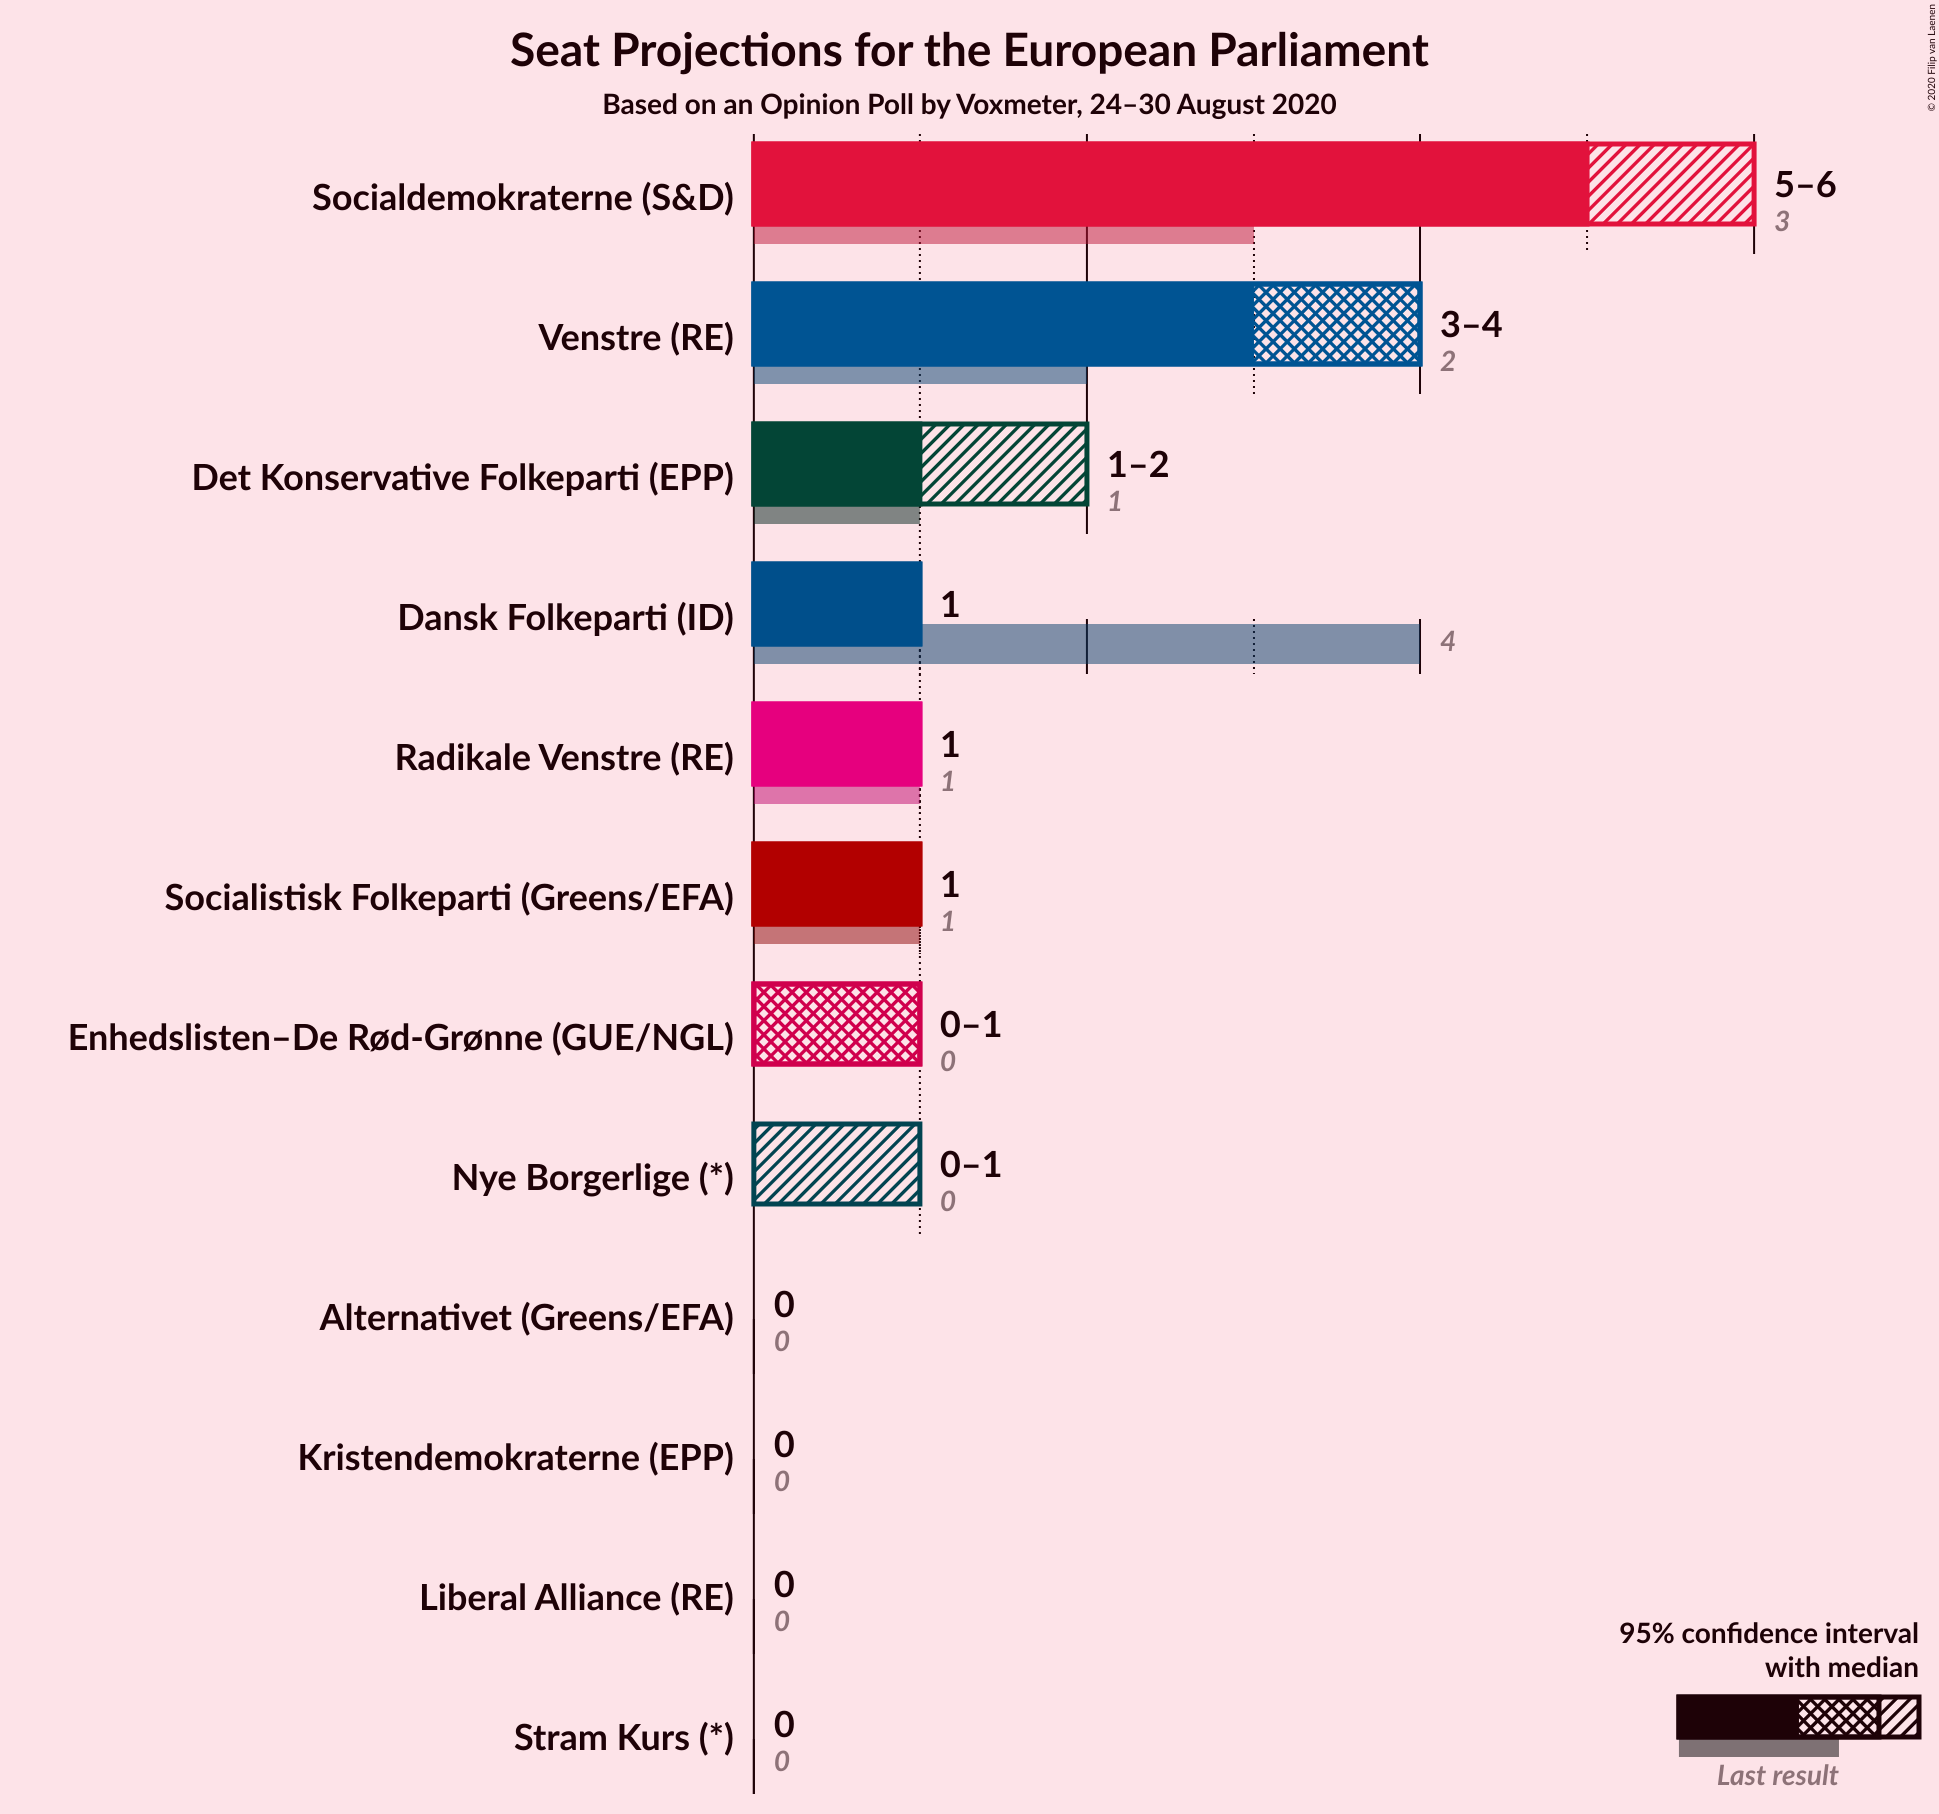 Seat Projections for the European Parliament
Based on an Opinion Poll by Voxmeter, 24–30 August 2020
© 2020 Filip van Laenen
Socialdemokraterne (S&D)
5–6
3
Venstre (RE)
3–4
2
Det Konservative Folkeparti (EPP)
1–2
1
Dansk Folkeparti (ID)
1
4
Radikale Venstre (RE)
1
1
Socialistisk Folkeparti (Greens/EFA)
1
1
Enhedslisten–De Rød-Grønne (GUE/NGL)
0–1
0
Nye Borgerlige (*)
0–1
0
Alternativet (Greens/EFA)
0
0
Kristendemokraterne (EPP)
0
0
Liberal Alliance (RE)
0
0
Stram Kurs (*)
0
0
95% confidence interval
with median
Last result